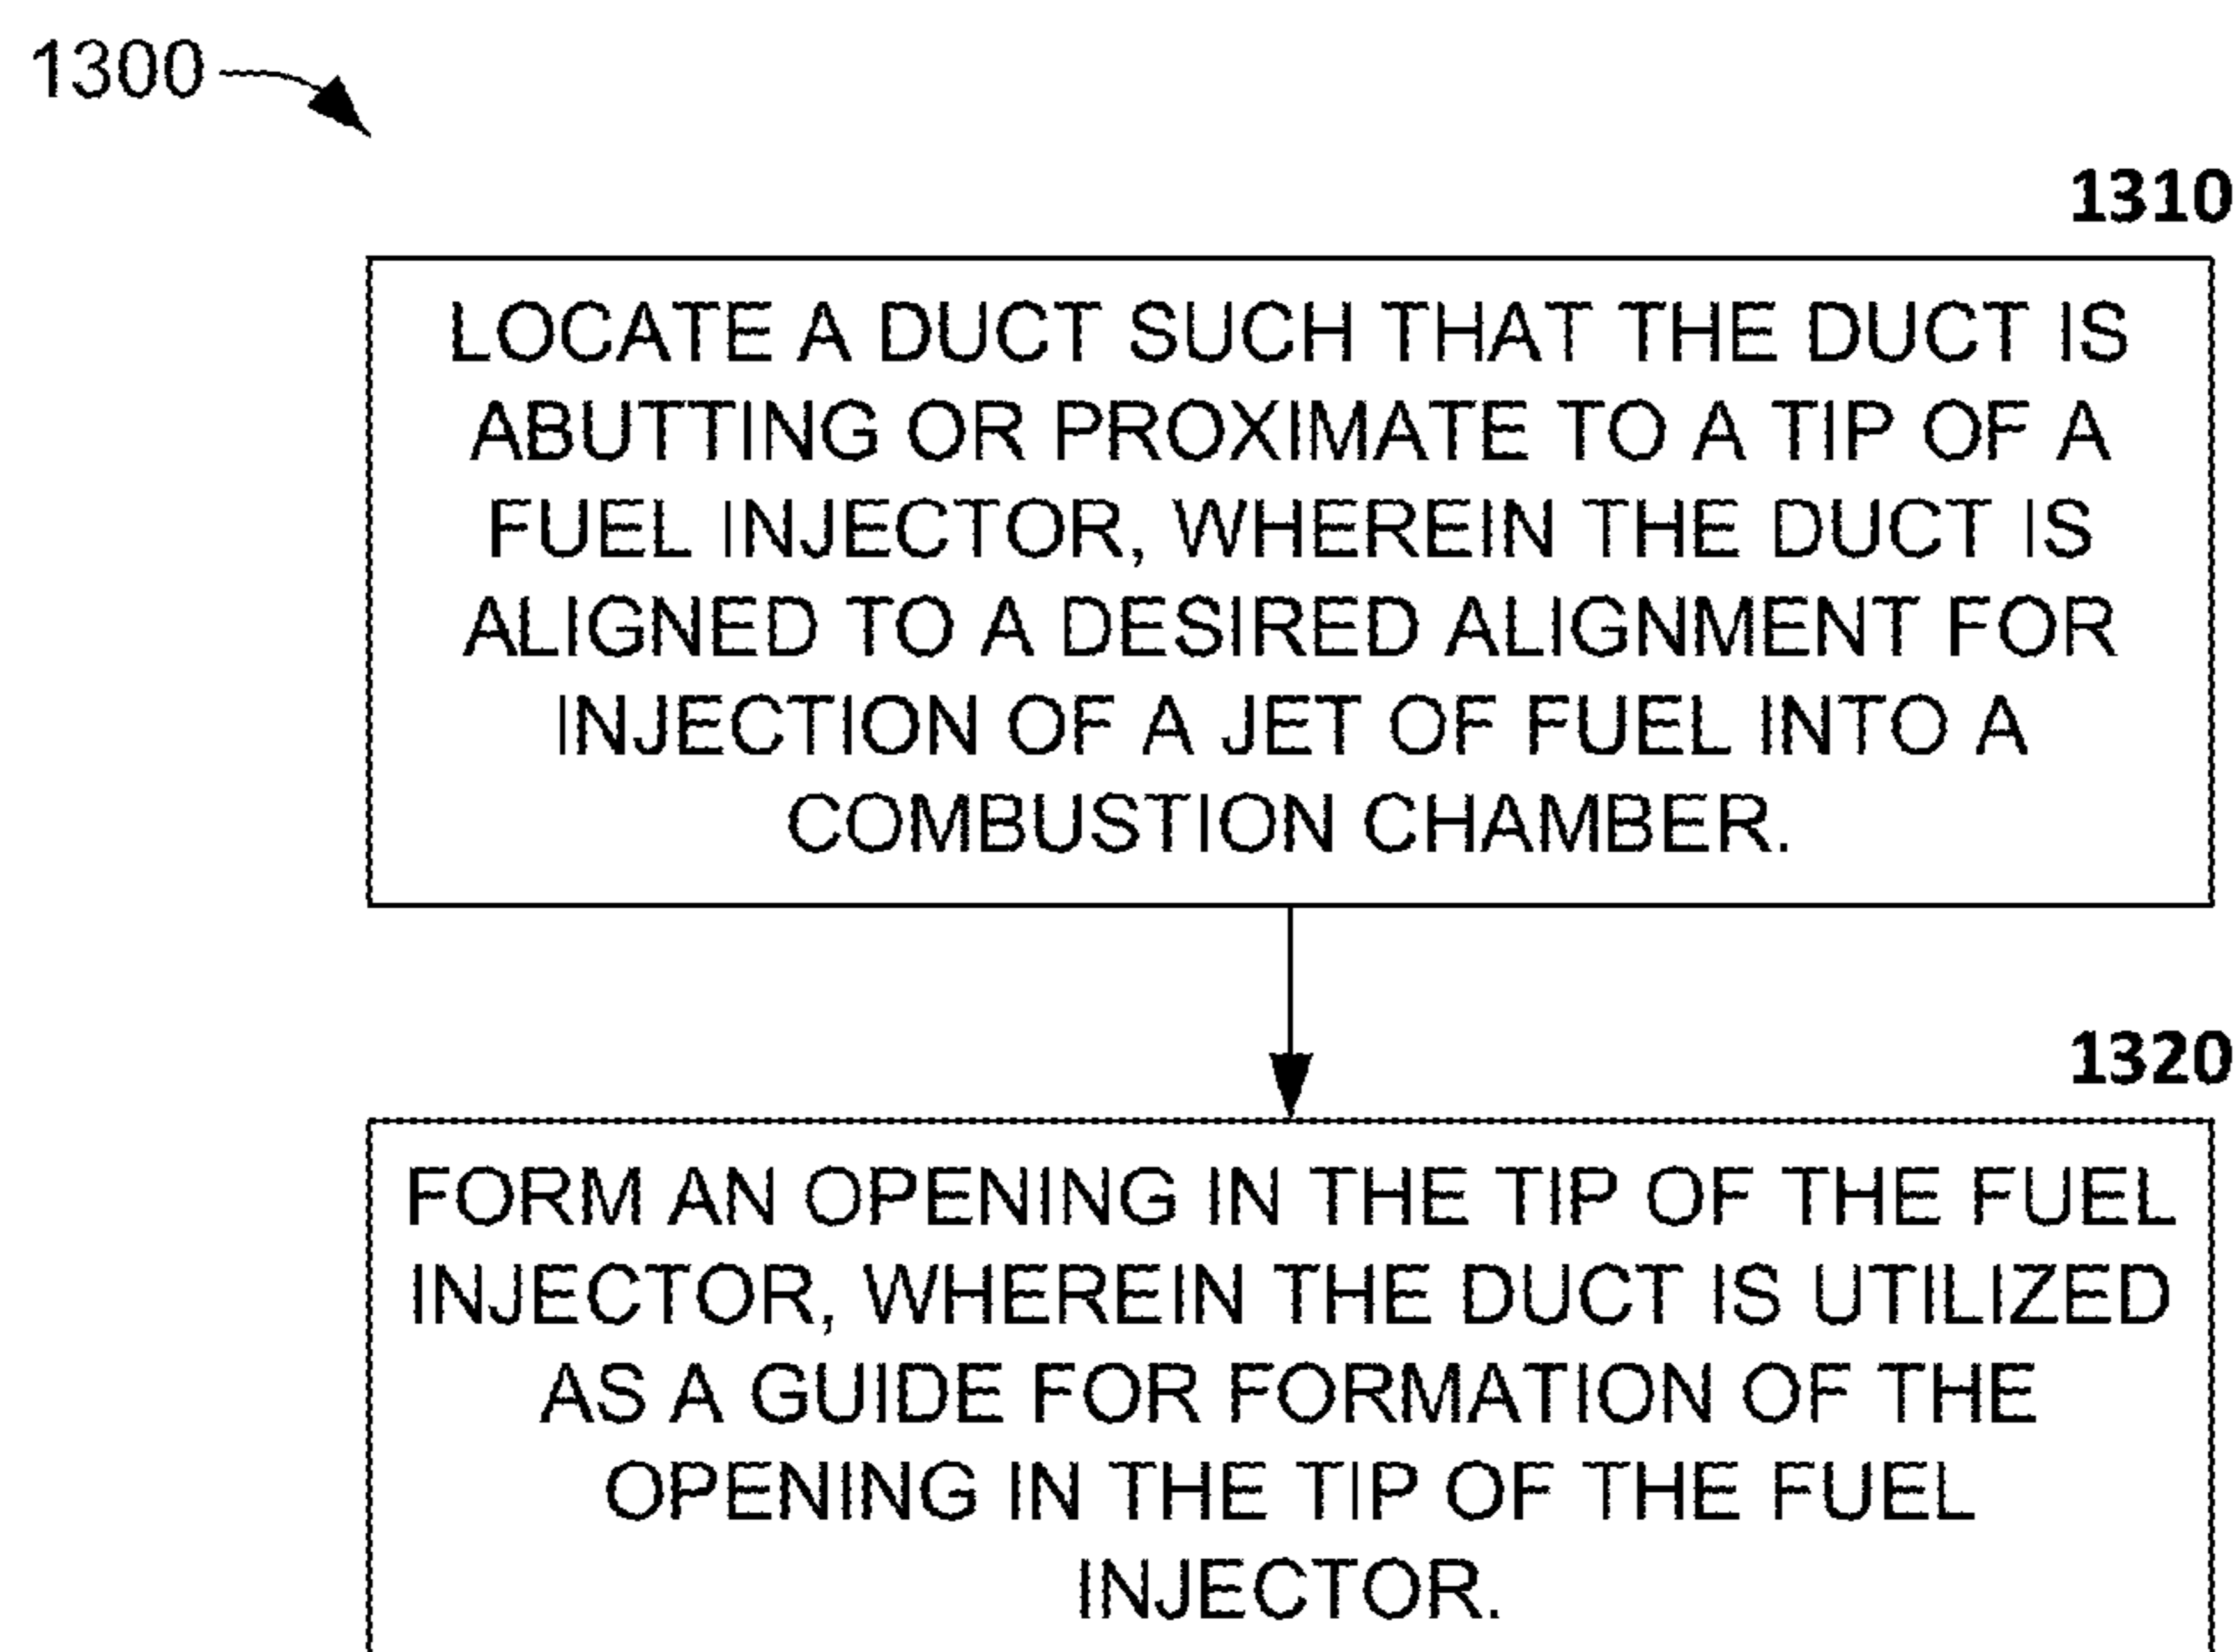 1300
1310
LOCATE A DUCT SUCH THAT THE DUCT IS
ABUTTING OR PROXIMATE TO A TIP OF A
FUEL INJECTOR, WHEREIN THE DUCT IS
ALIGNED TO A DESIRED ALIGNMENT FOR
INJECTION OF A JET OF FUEL INTO A
COMBUSTION CHAMBER.
1320
FORM AN OPENING IN THE TIP OF THE FUEL
INJECTOR, WHEREIN THE DUCT IS UTILIZED
AS A GUIDE FOR FORMATION OF THE
OPENING IN THE TIP OF THE FUEL
INJECTOR.